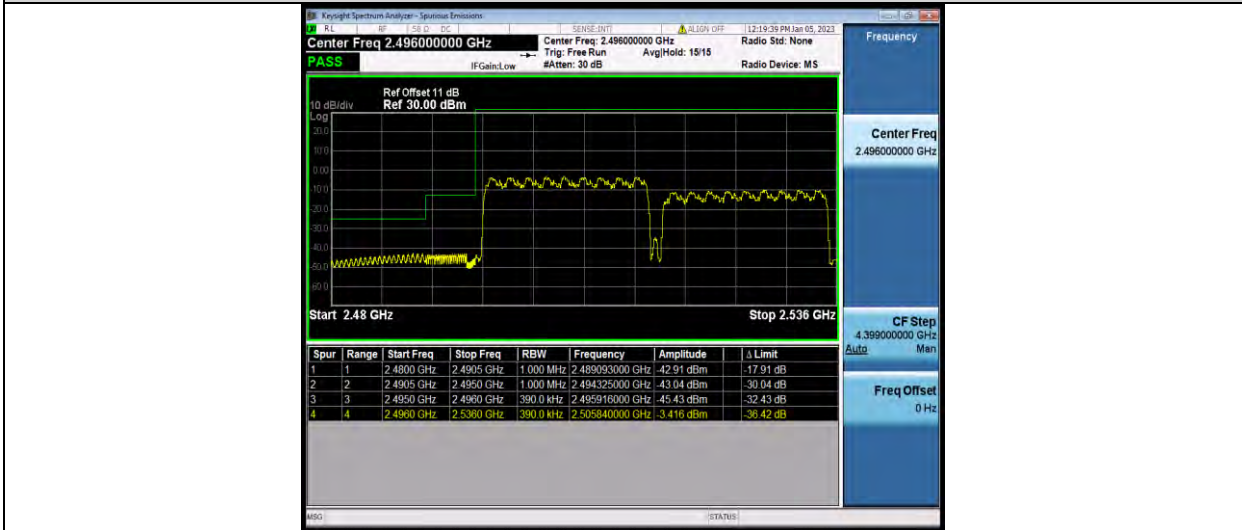 Keysight Spectrum Analyzer - Spurious Emissions
RL RF 50 Ω DC SENSE:INT ALIGN OFF 12:19:39 PM Jan 05, 2023
Center Freq 2.496000000 GHz
Center Freq: 2.496000000 GHz
Radio Std: None
Trig: Free Run Avg|Hold: 15/15
PASS
IFGain:Low
#Atten: 30 dB
Radio Device: MS
Frequency
Ref Offset 11 dB
10 dB/div Ref 30.00 dBm
Log
20.0
10.0
0.00
-10.0
-20.0
-30.0
-40.0
-50.0
-60.0
Start 2.48 GHz
Stop 2.536 GHz
Center Freq
2.496000000 GHz
CF Step
4.399000000 GHz
Auto Man
Freq Offset
0 Hz
Spur Range Start Freq Stop Freq RBW Frequency Amplitude Δ Limit
1 1 2.4800 GHz 2.4905 GHz 1.000 MHz 2.489093000 GHz -42.91 dBm -17.91 dB
2 2 2.4905 GHz 2.4950 GHz 1.000 MHz 2.494325000 GHz -43.04 dBm -30.04 dB
3 3 2.4950 GHz 2.4960 GHz 390.0 kHz 2.495916000 GHz -45.43 dBm -32.43 dB
4 4 2.4960 GHz 2.5360 GHz 390.0 kHz 2.505840000 GHz -3.416 dBm -36.42 dB
MSG
STATUS